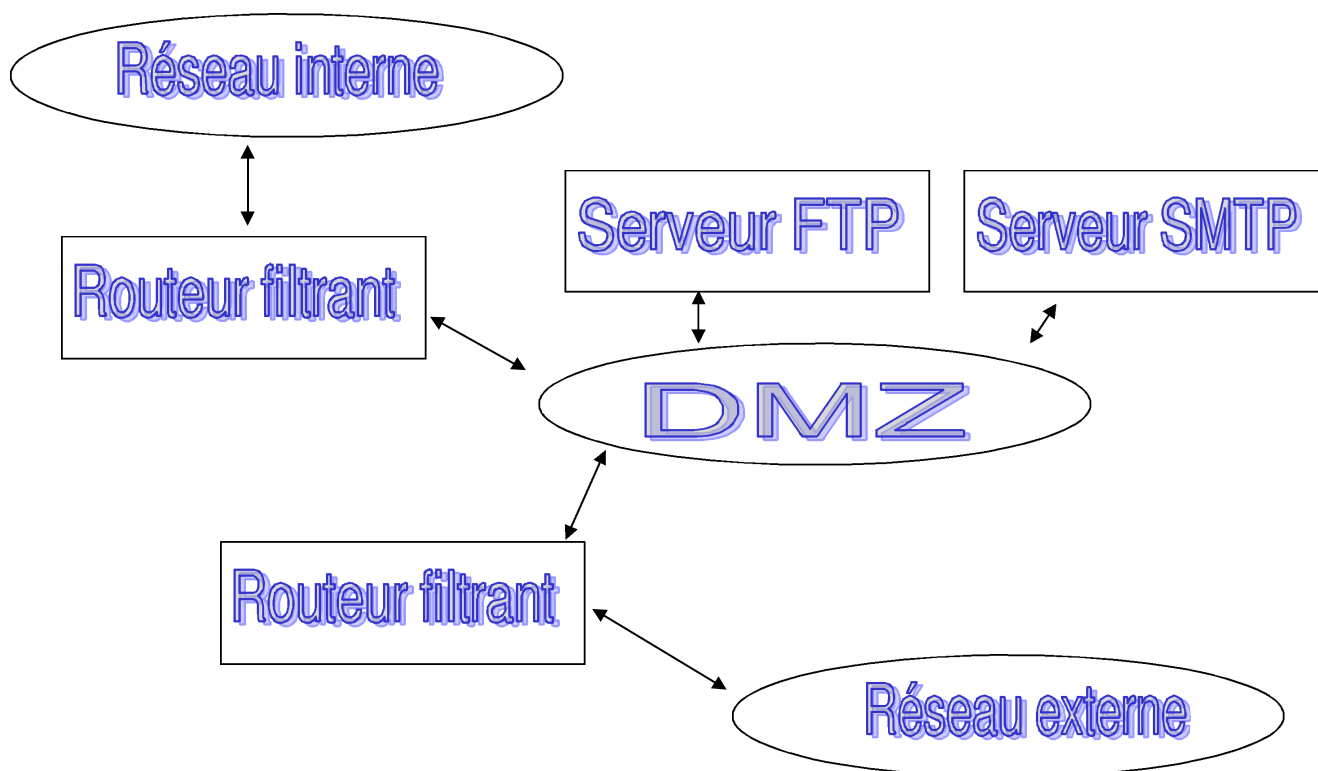 Réseau interne
Serveur FTP
Serveur SMTP
Routeur filtrant
DMZ
Routeur filtrant
Réseau externe